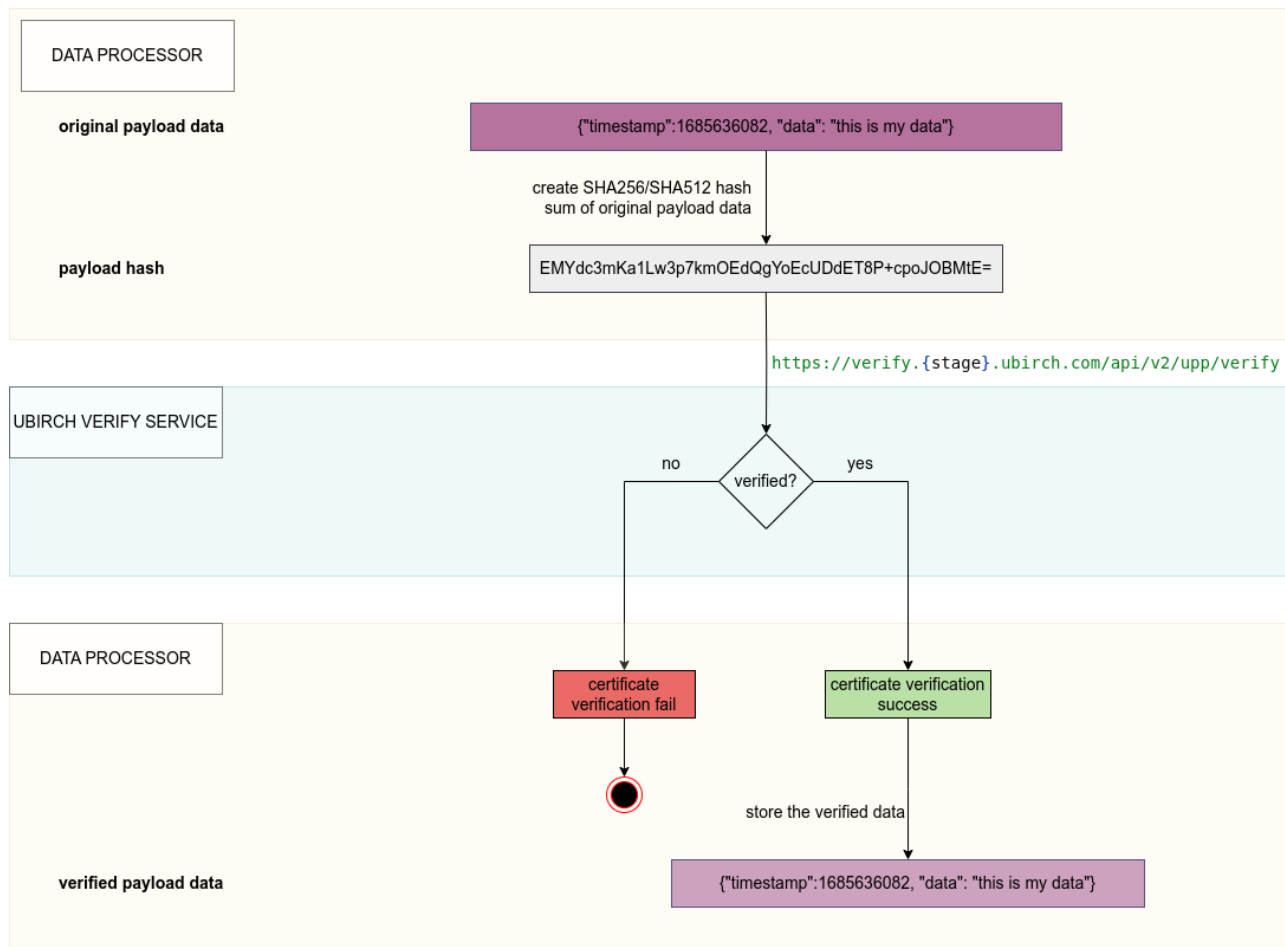 DATA PROCESSOR
original payload data
{"timestamp":1685636082, "data": "this is my data"}
create SHA256/SHA512 hash
sum of original payload data
payload hash
EMYdc3mKa1Lw3p7kmOEdQgYoEcUDdET8P+cpoJOBMtE=
https://verify.{stage}.ubirch.com/api/v2/upp/verify
UBIRCH VERIFY SERVICE
no
yes
verified?
DATA PROCESSOR
certificate
verification fail
certificate verification
success
store the verified data
verified payload data
{"timestamp":1685636082, "data": "this is my data"}